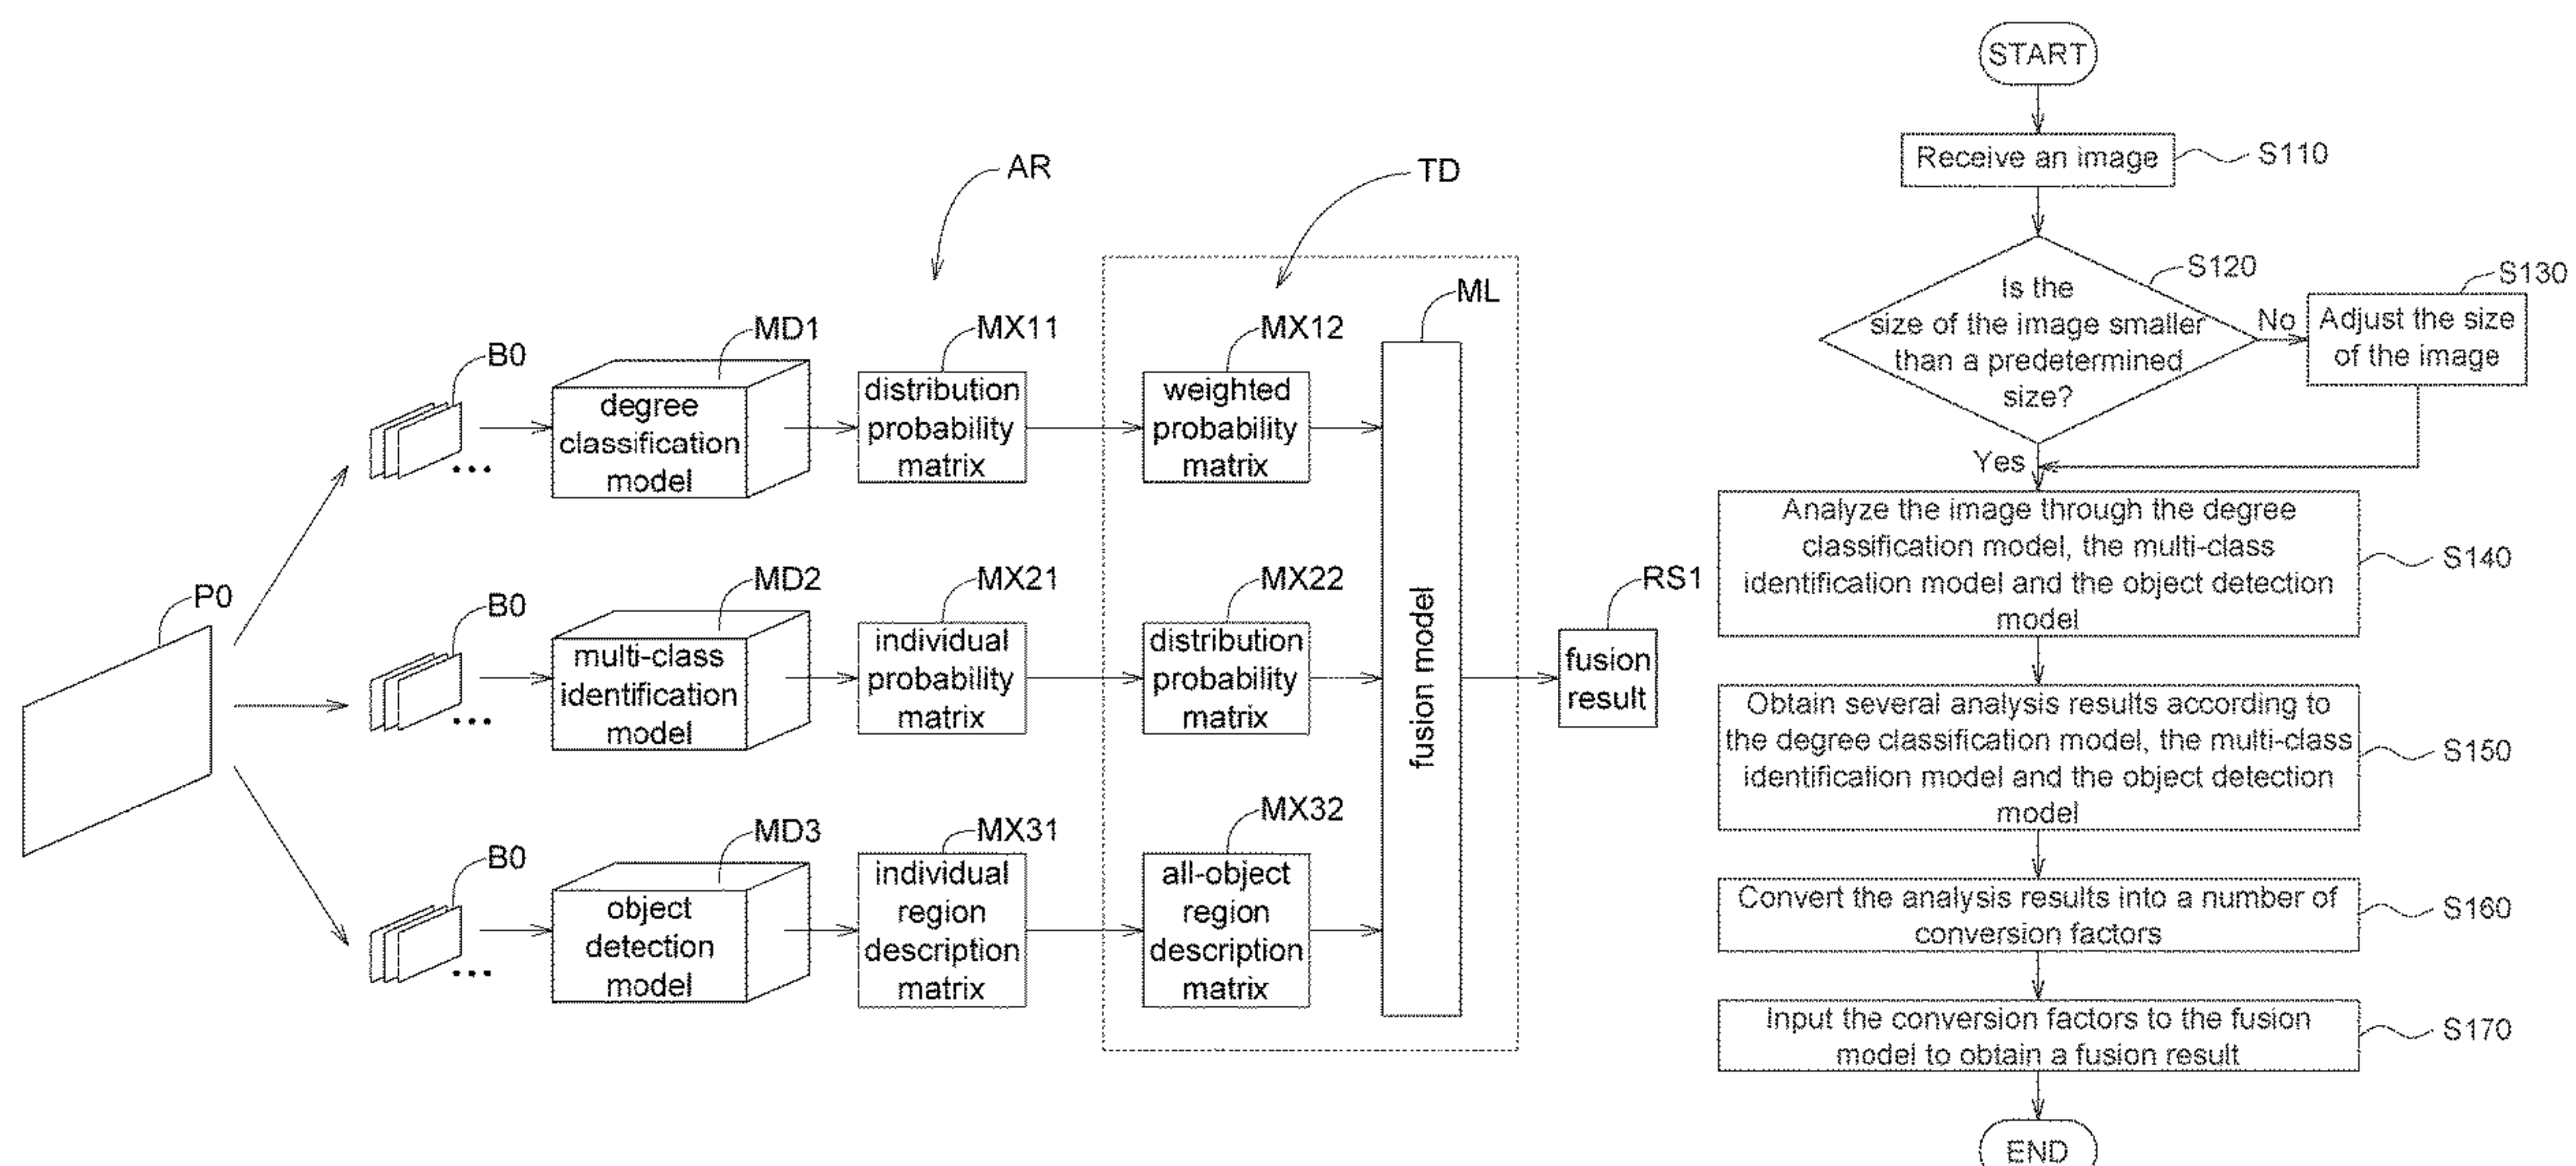 AR
TD
ML
B0
MD1
degree
classification
model
MX11
distribution
probability
matrix
MX12
weighted
probability
matrix
P0
B0
MD2
multi-class
identification
model
MX21
individual
probability
matrix
MX22
distribution
probability
matrix
fusion model
RS1
fusion
result
B0
MD3
object
detection
model
MX31
individual
region
description
matrix
MX32
all-object
region
description
matrix
START
Receive an image
S110
S120
Is the
size of the image smaller
than a predetermined
size?
No
S130
Adjust the size
of the image
Yes
Analyze the image through the degree
classification model, the multi-class
identification model and the object detection
model
S140
Obtain several analysis results according to
the degree classification model, the multi-class
identification model and the object detection
model
S150
Convert the analysis results into a number of
conversion factors
S160
Input the conversion factors to the fusion
model to obtain a fusion result
S170
END